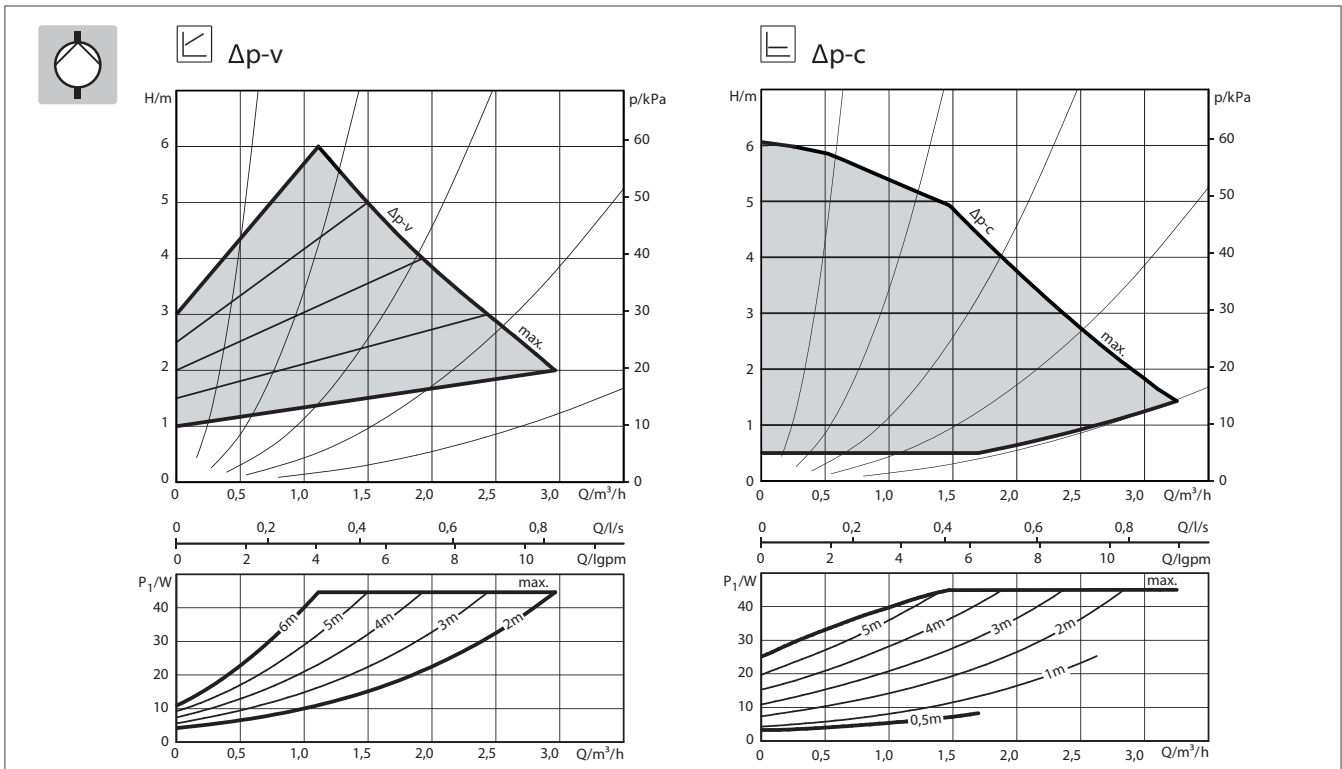 Δp-v
H/m p/kPa
6 60
5 50
4 40
3 30
2 20
1 10
0 0
Δp-v
max.
0 0,5 1,0 1,5 2,0 2,5 3,0 Q/m³/h
0 0,2 0,4 0,6 0,8 Q/l/s
0 2 4 6 8 10 Q/lgpm
P1/W
40
30
20
10
0
max.
6m 5m 4m 3m 2m
0 0,5 1,0 1,5 2,0 2,5 3,0 Q/m³/h
Δp-c
H/m p/kPa
6 60
5 50
4 40
3 30
2 20
1 10
0 0
Δp-c
max.
0 0,5 1,0 1,5 2,0 2,5 3,0 Q/m³/h
0 0,2 0,4 0,6 0,8 Q/l/s
0 2 4 6 8 10 Q/lgpm
P1/W
40
30
20
10
0
max.
5m 4m 3m 2m
1m
0,5m
0 0,5 1,0 1,5 2,0 2,5 3,0 Q/m³/h